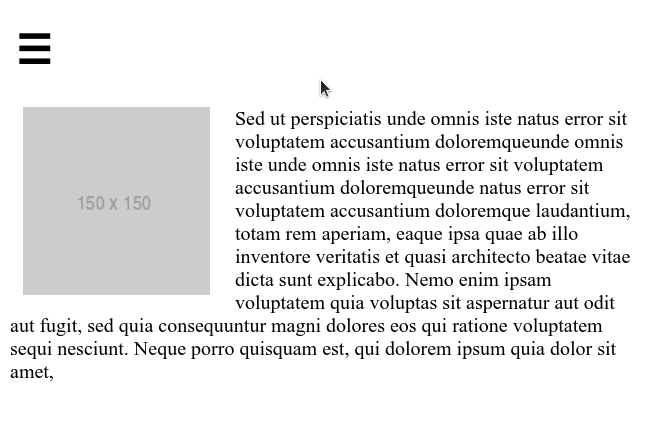 ☰
150 x 150
Sed ut perspiciatis unde omnis iste natus error sit
voluptatem accusantium doloremqueunde omnis
iste unde omnis iste natus error sit voluptatem
accusantium doloremqueunde natus error sit
voluptatem accusantium doloremque laudantium,
totam rem aperiam, eaque ipsa quae ab illo
inventore veritatis et quasi architecto beatae vitae
dicta sunt explicabo. Nemo enim ipsam
voluptatem quia voluptas sit aspernatur aut odit
aut fugit, sed quia consequuntur magni dolores eos qui ratione voluptatem
sequi nesciunt. Neque porro quisquam est, qui dolorem ipsum quia dolor sit
amet,